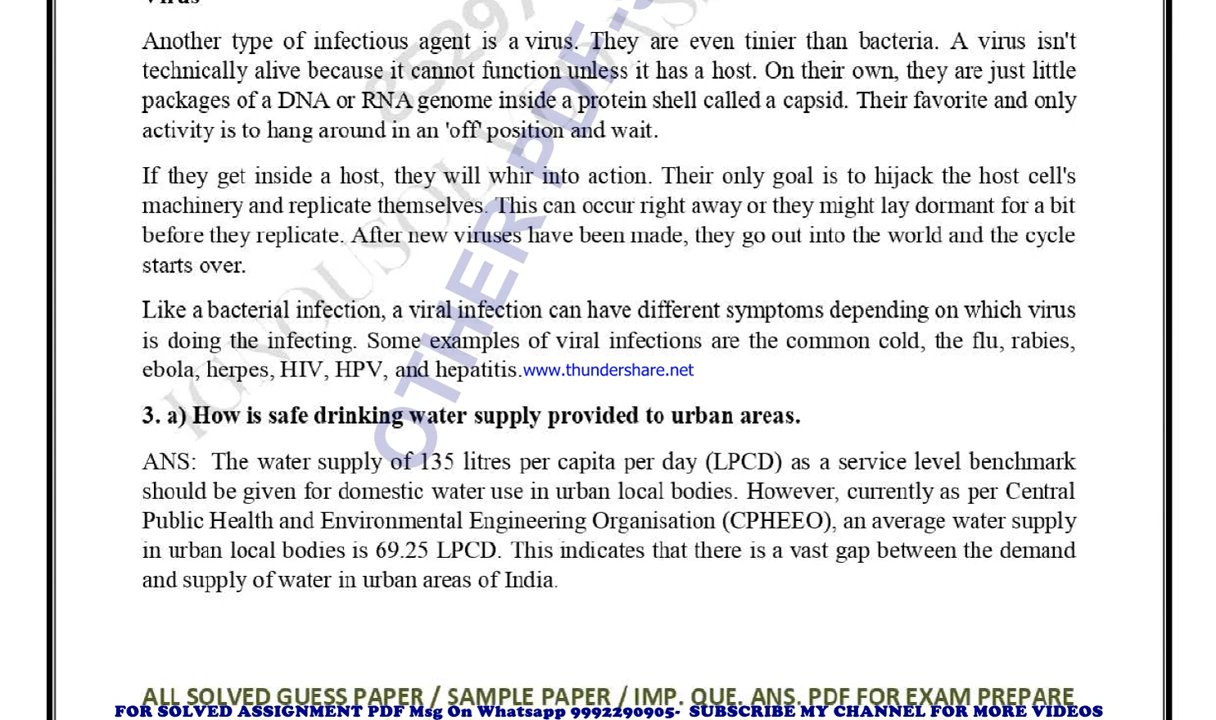 Virus
Another type of infectious agent is a virus. They are even tinier than bacteria. A virus isn't
technically alive because it cannot function unless it has a host. On their own, they are just little
packages of a DNA or RNA genome inside a protein shell called a capsid. Their favorite and only
activity is to hang around in an 'off' position and wait.
If they get inside a host, they will whir into action. Their only goal is to hijack the host cell's
machinery and replicate themselves. This can occur right away or they might lay dormant for a bit
before they replicate. After new viruses have been made, they go out into the world and the cycle
starts over.
Like a bacterial infection, a viral infection can have different symptoms depending on which virus
is doing the infecting. Some examples of viral infections are the common cold, the flu, rabies,
ebola, herpes, HIV, HPV, and hepatitis.www.thundershare.net
3. a) How is safe drinking water supply provided to urban areas.
ANS: The water supply of 135 litres per capita per day (LPCD) as a service level benchmark
should be given for domestic water use in urban local bodies. However, currently as per Central
Public Health and Environmental Engineering Organisation (CPHEEO), an average water supply
in urban local bodies is 69.25 LPCD. This indicates that there is a vast gap between the demand
and supply of water in urban areas of India.
OTHER PDF-S
85297
ALL SOLVED GUESS PAPER / SAMPLE PAPER / IMP. QUE. ANS. PDF FOR EXAM PREPARE
FOR SOLVED ASSIGNMENT PDF Msg On Whatsapp 9992290905- SUBSCRIBE MY CHANNEL FOR MORE VIDEOS